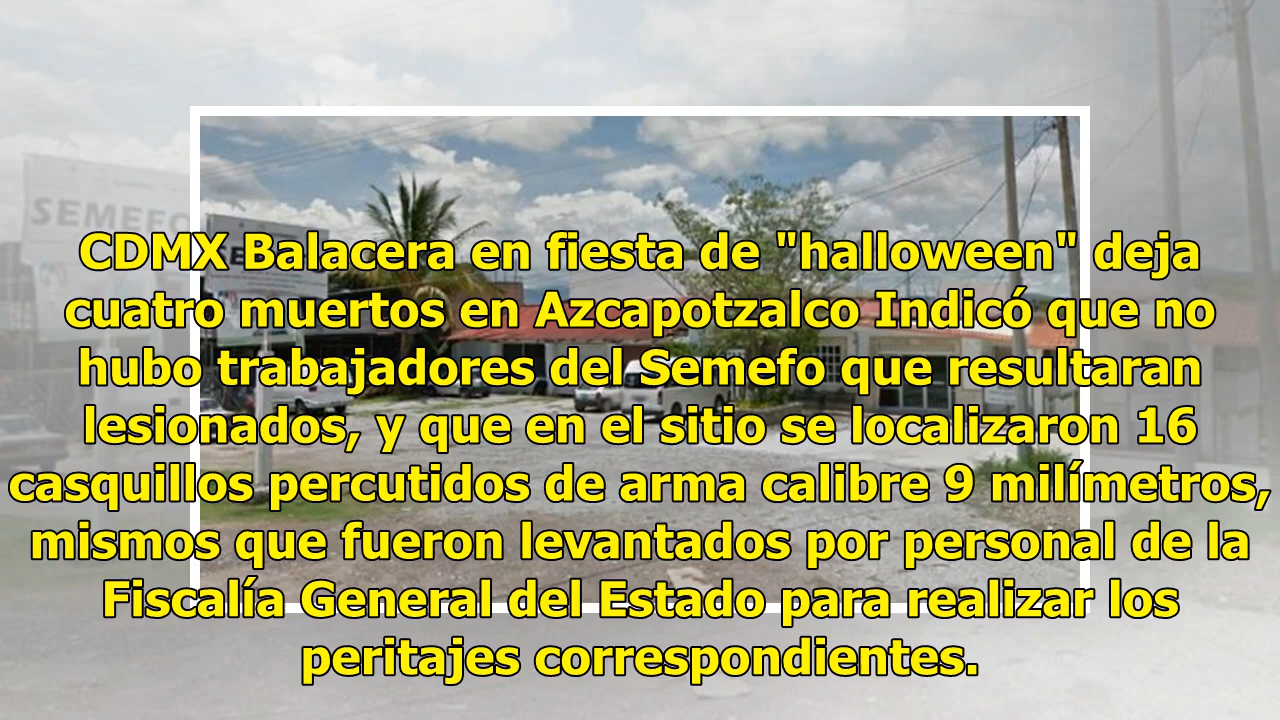 SEMEFO
CDMX Balacera en fiesta de "halloween" deja
cuatro muertos en Azcapotzalco Indicó que no
hubo trabajadores del Semefo que resultaran
lesionados, y que en el sitio se localizaron 16
casquillos percutidos de arma calibre 9 milímetros,
mismos que fueron levantados por personal de la
Fiscalía General del Estado para realizar los
peritajes correspondientes.